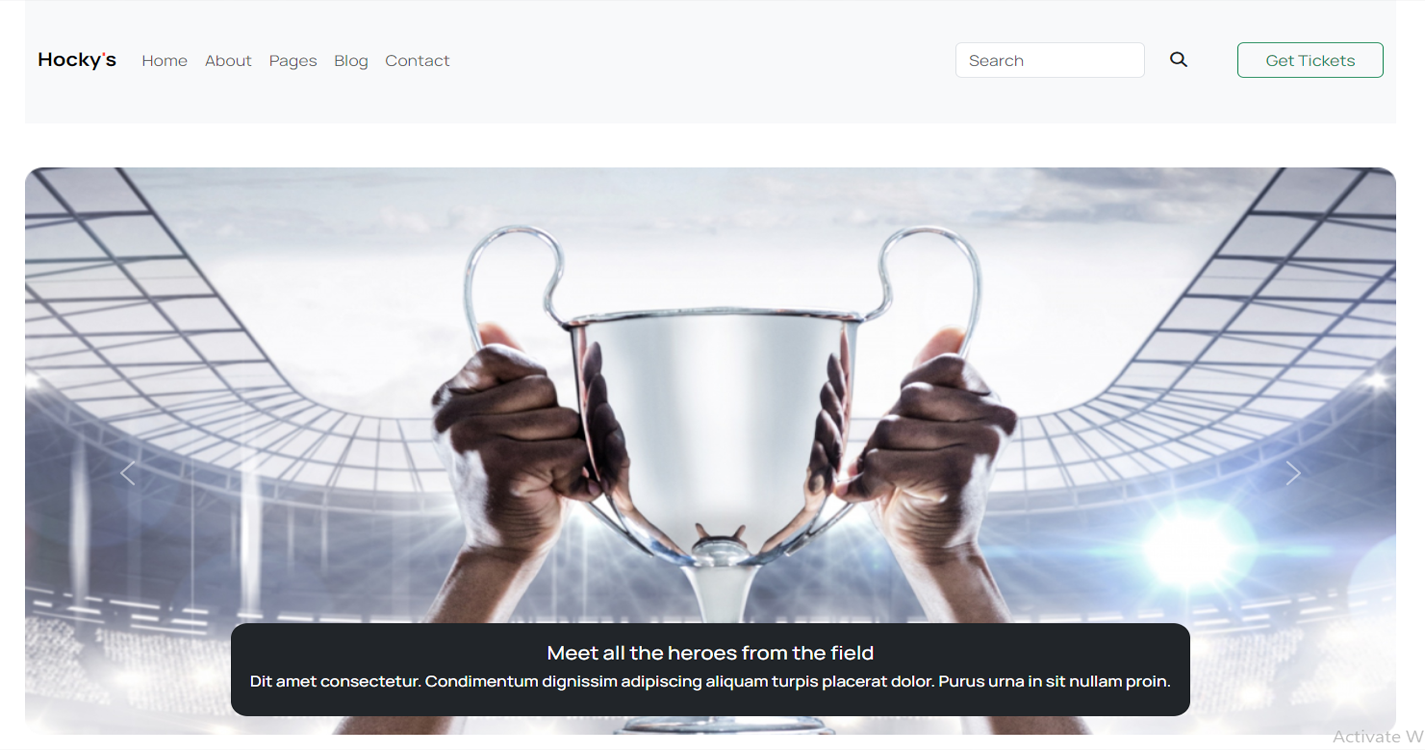 Hocky's
Home About Pages Blog Contact
Search
Get Tickets
Meet all the heroes from the field
Dit amet consectetur. Condimentum dignissim adipiscing aliquam turpis placerat dolor. Purus urna in sit nullam proin.
Activate W